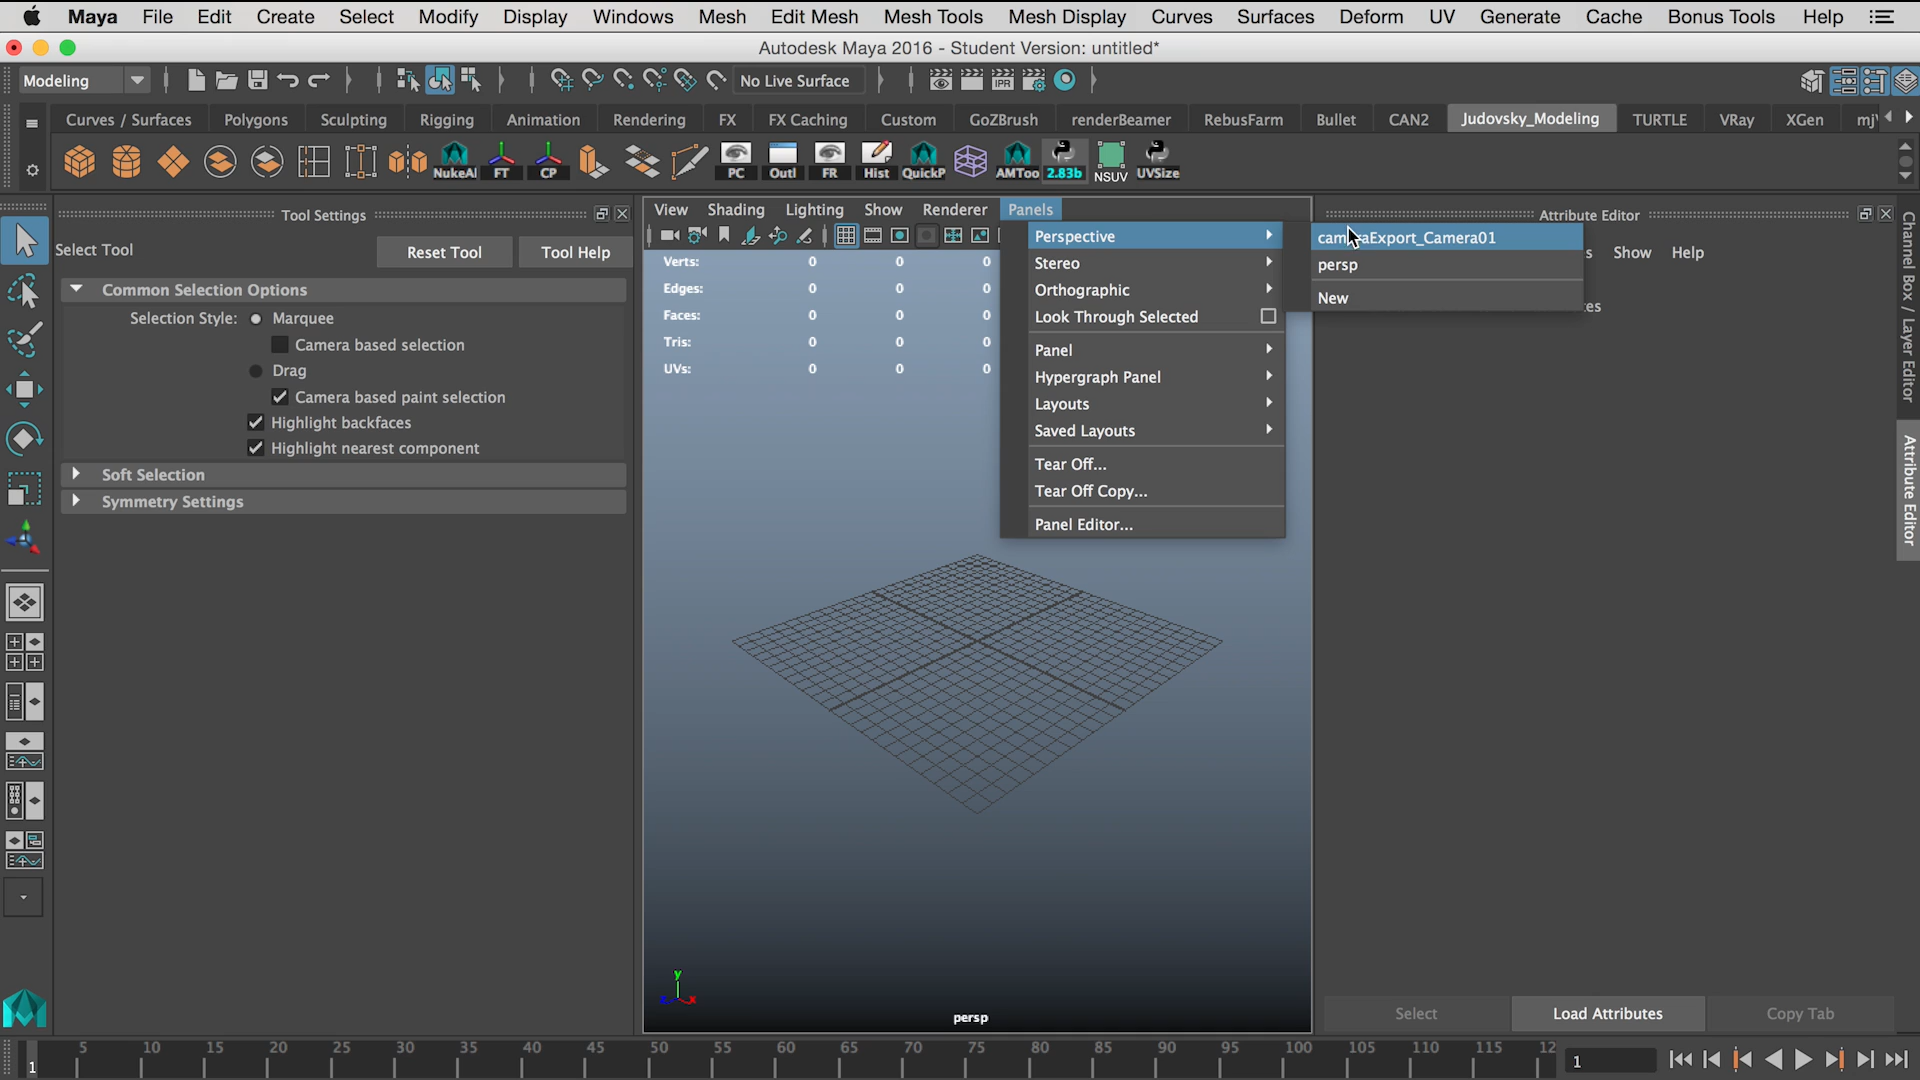 Maya File Edit Create Select Modify Display Windows Mesh Edit Mesh Mesh Tools Mesh Display Curves Surfaces Deform UV Generate Cache Bonus Tools Help
Autodesk Maya 2016 - Student Version: untitled*
Modeling No Live Surface IPR
Curves / Surfaces Polygons Sculpting Rigging Animation Rendering FX FX Caching Custom GoZBrush renderBeamer RebusFarm Bullet CAN2 Judovsky_Modeling TURTLE VRay XGen
NukeAl FT CP PC Outl FR Hist QuickP AMToo 2.83b NSUV UVSize
Tool Settings
Select Tool Reset Tool Tool Help
Common Selection Options
Selection Style: Marquee
Camera based selection
Drag
Camera based paint selection
Highlight backfaces
Highlight nearest component
Soft Selection
Symmetry Settings
View Shading Lighting Show Renderer Panels
Verts: 0 0 0
Edges: 0 0 0
Faces: 0 0 0
Tris: 0 0 0
UVs: 0 0 0
Perspective
Stereo
Orthographic
Look Through Selected
Panel
Hypergraph Panel
Layouts
Saved Layouts
Tear Off...
Tear Off Copy...
Panel Editor...
cameraExport_Camera01
persp
New
y
z x
persp
Attribute Editor
Show Help
Channel Box / Layer Editor
Attribute Editor
Select Load Attributes Copy Tab
1 5 10 15 20 25 30 35 40 45 50 55 60 65 70 75 80 85 90 95 100 105 110 115 12 1